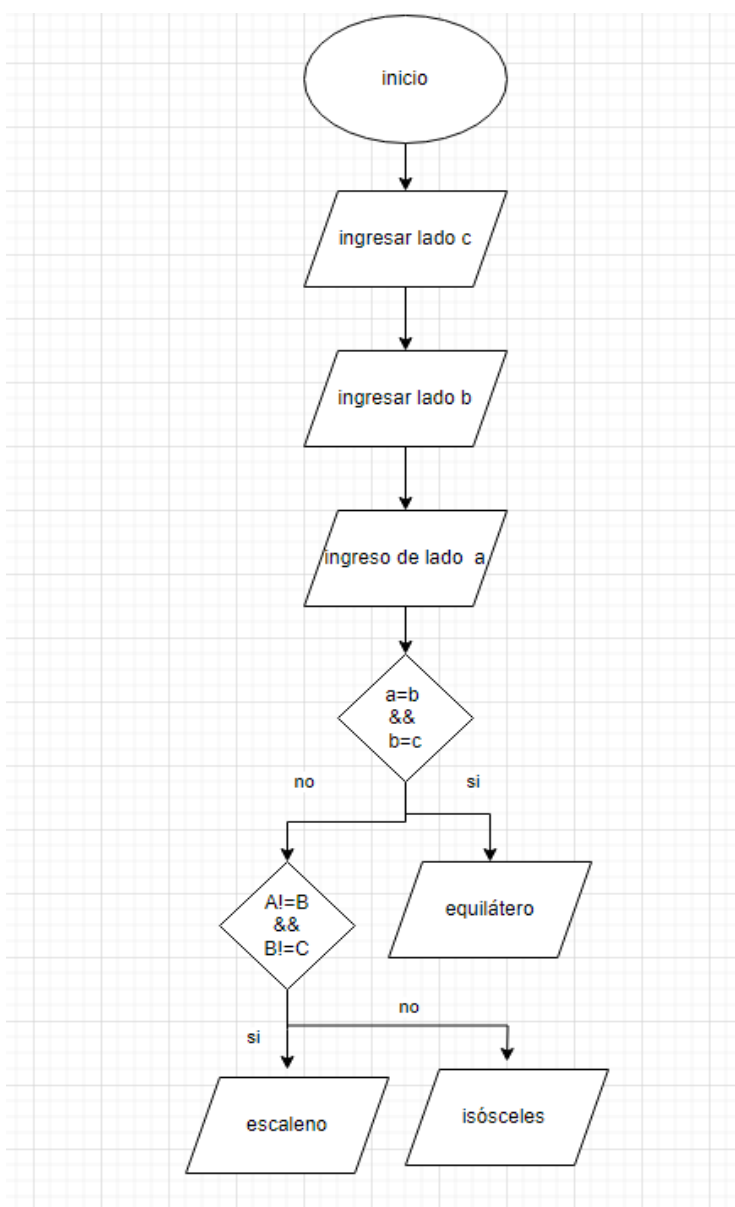 inicio
ingresar lado c
ingresar lado b
ingreso de lado  a
a=b
&&
b=c
no
si
A!=B
&&
B!=C
equilátero
no
si
escaleno
isósceles